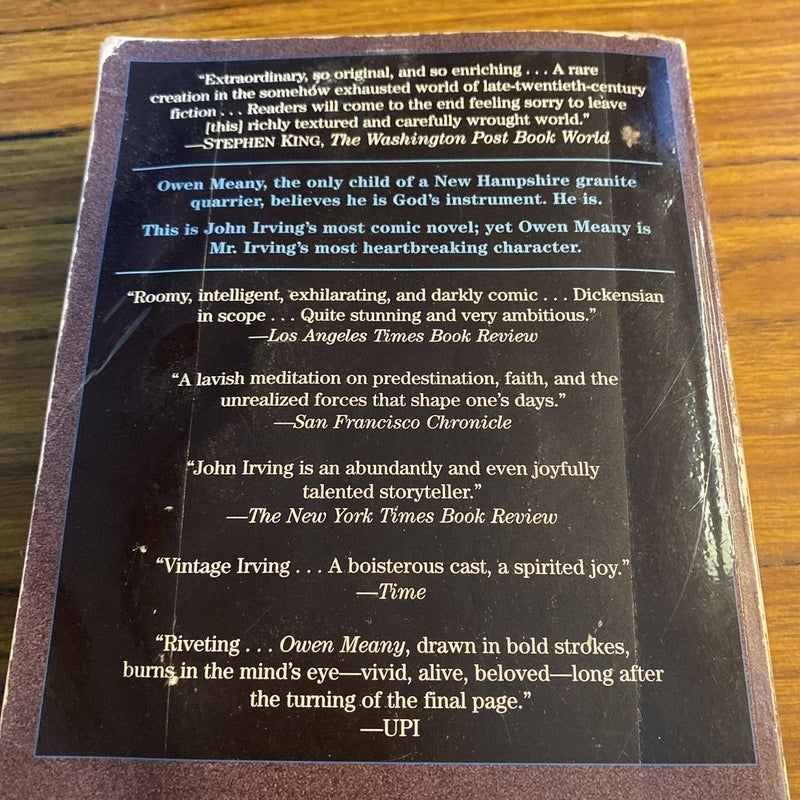 “Extraordinary, so original, and so enriching . . . A rare
creation in the somehow exhausted world of late-twentieth-century
fiction . . . Readers will come to the end feeling sorry to leave
[this] richly textured and carefully wrought world.”
—STEPHEN KING, The Washington Post Book World
Owen Meany, the only child of a New Hampshire granite
quarrier, believes he is God’s instrument. He is.
This is John Irving’s most comic novel; yet Owen Meany is
Mr. Irving’s most heartbreaking character.
“Roomy, intelligent, exhilarating, and darkly comic . . . Dickensian
in scope . . . Quite stunning and very ambitious.”
—Los Angeles Times Book Review
“A lavish meditation on predestination, faith, and the
unrealized forces that shape one’s days.”
—San Francisco Chronicle
“John Irving is an abundantly and even joyfully
talented storyteller.”
—The New York Times Book Review
“Vintage Irving . . . A boisterous cast, a spirited joy.”
—Time
“Riveting . . . Owen Meany, drawn in bold strokes,
burns in the mind’s eye—vivid, alive, beloved—long after
the turning of the final page.”
—UPI